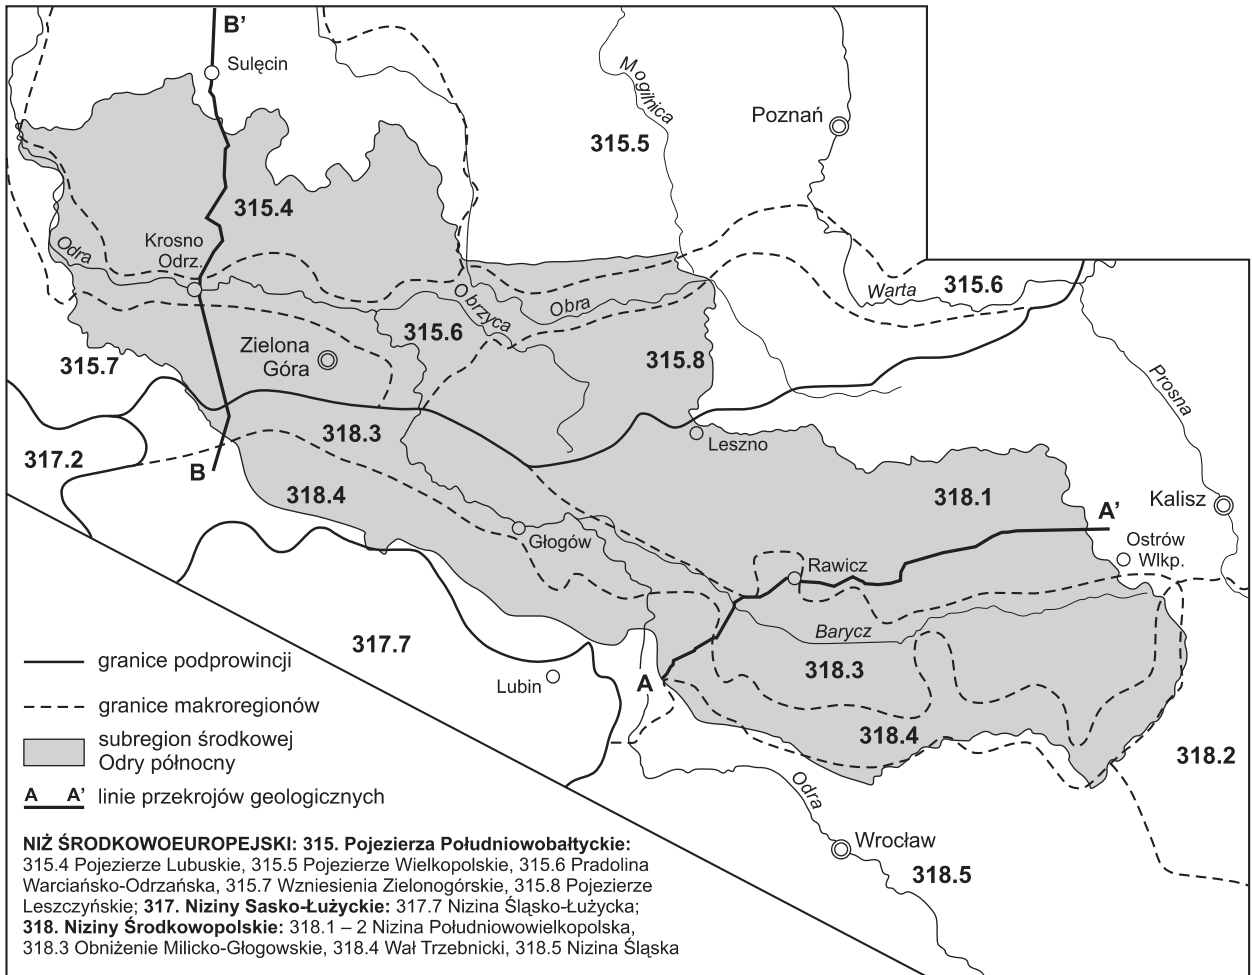 B’
Sulęcin
Mogilnica
Poznań
315.5
315.4
Krosno
Odrz.
Odra
315.6
Warta
Obra
brzyca
315.6
Zielona
Góra
315.8
315.7
Prosna
318.3
Leszno
317.2
B
318.4
318.1
Kalisz
A’
Głogów
Ostrów
Wlkp.
Rawicz
Barycz
317.7
318.3
Lubin
A
318.4
318.2
Odra
Wrocław
318.5
granice podprowincji
granice makroregionów
subregion środkowej
Odry północny
A A’ linie przekrojów geologicznych
NIŻ ŚRODKOWOEUROPEJSKI: 315. Pojezierza Południowobałtyckie:
315.4 Pojezierze Lubuskie, 315.5 Pojezierze Wielkopolskie, 315.6 Pradolina
Warciańsko-Odrzańska, 315.7 Wzniesienia Zielonogórskie, 315.8 Pojezierze
Leszczyńskie; 317. Niziny Sasko-Łużyckie: 317.7 Nizina Śląsko-Łużycka;
318. Niziny Środkowopolskie: 318.1 – 2 Nizina Południowowielkopolska,
318.3 Obniżenie Milicko-Głogowskie, 318.4 Wał Trzebnicki, 318.5 Nizina Śląska